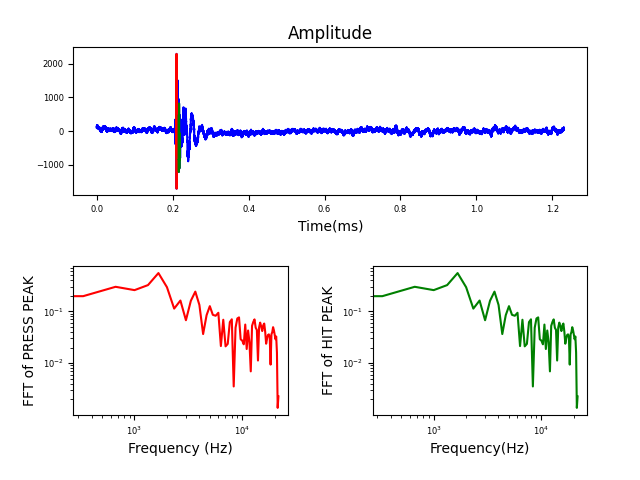 Amplitude
2000
1000
0
−1000
0.0 0.2 0.4 0.6 0.8 1.0 1.2
Time(ms)
FFT of PRESS PEAK
10⁻¹
10⁻²
10³ 10⁴
Frequency (Hz)
FFT of HIT PEAK
10⁻¹
10⁻²
10³ 10⁴
Frequency(Hz)